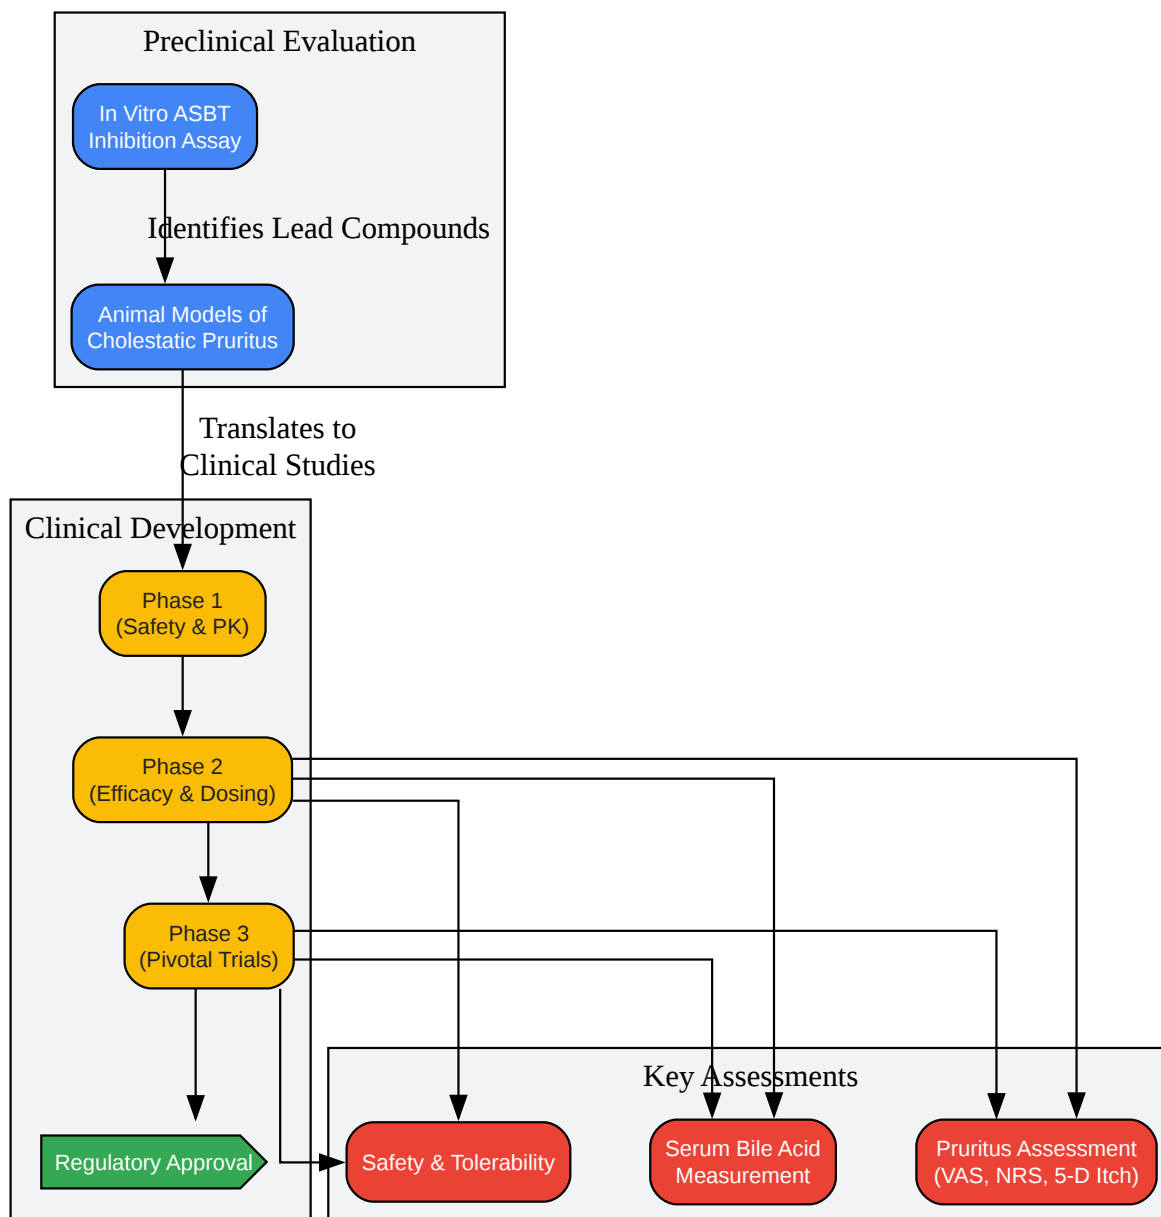 Preclinical Evaluation
In Vitro ASBT
Inhibition Assay
Identifies Lead Compounds
Animal Models of
Cholestatic Pruritus
Translates to
Clinical Studies
Clinical Development
Phase 1
(Safety & PK)
Phase 2
(Efficacy & Dosing)
Phase 3
(Pivotal Trials)
Regulatory Approval
Key Assessments
Safety & Tolerability
Serum Bile Acid
Measurement
Pruritus Assessment
(VAS, NRS, 5-D Itch)